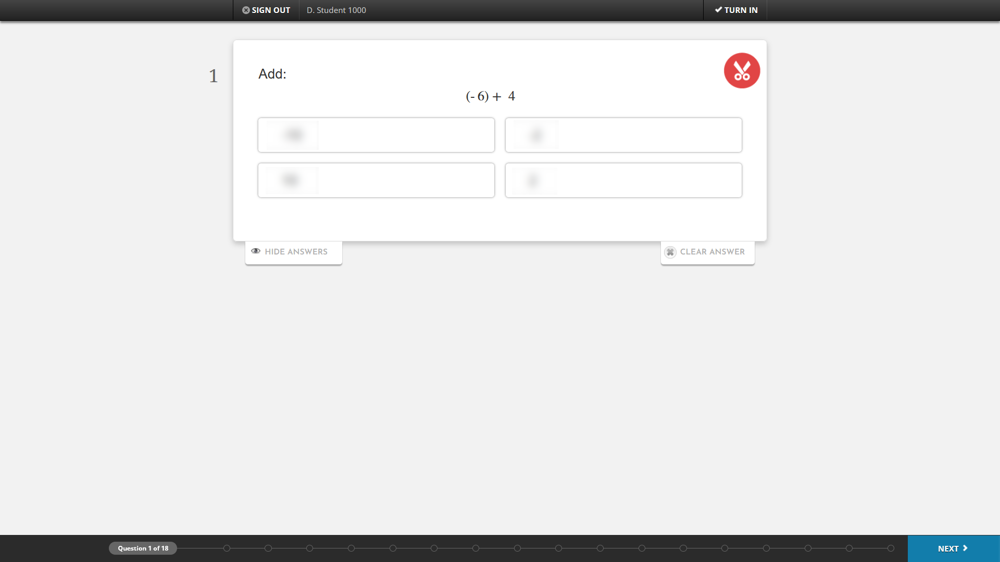 SIGN OUT
D. Student 1000
TURN IN
1
Add:
(- 6) + 4
HIDE ANSWERS
CLEAR ANSWER
Question 1 of 18
NEXT